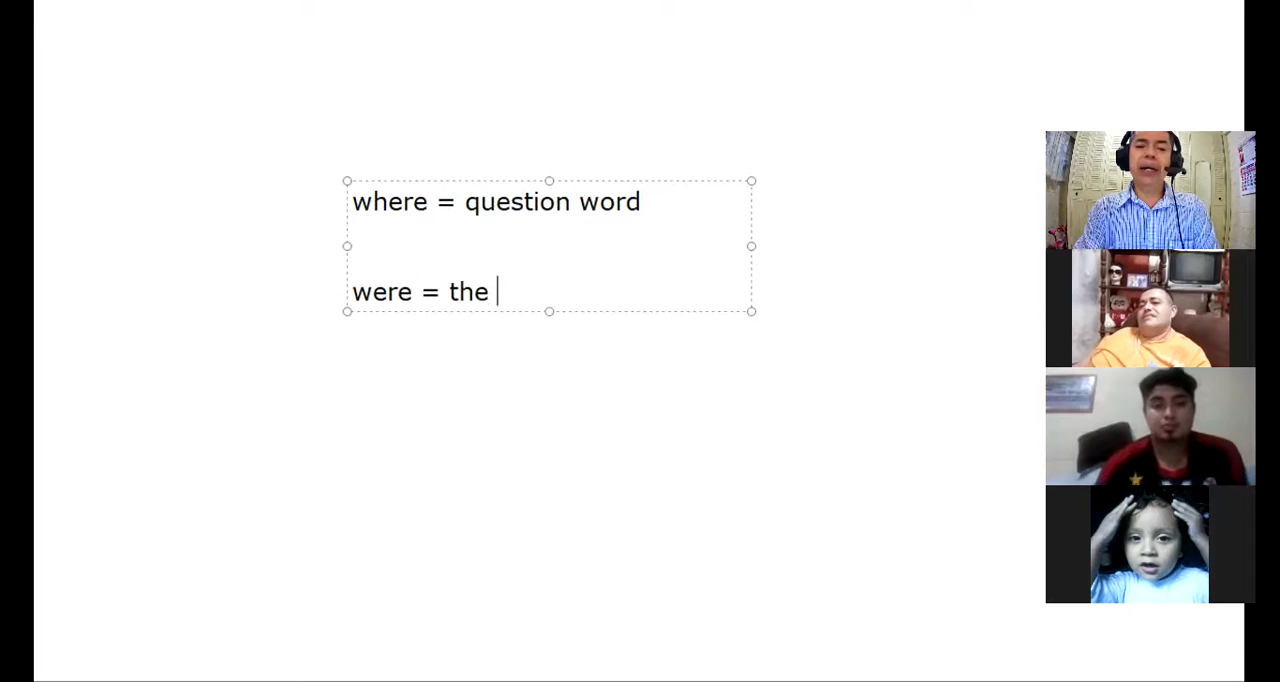 where = question word
were = the